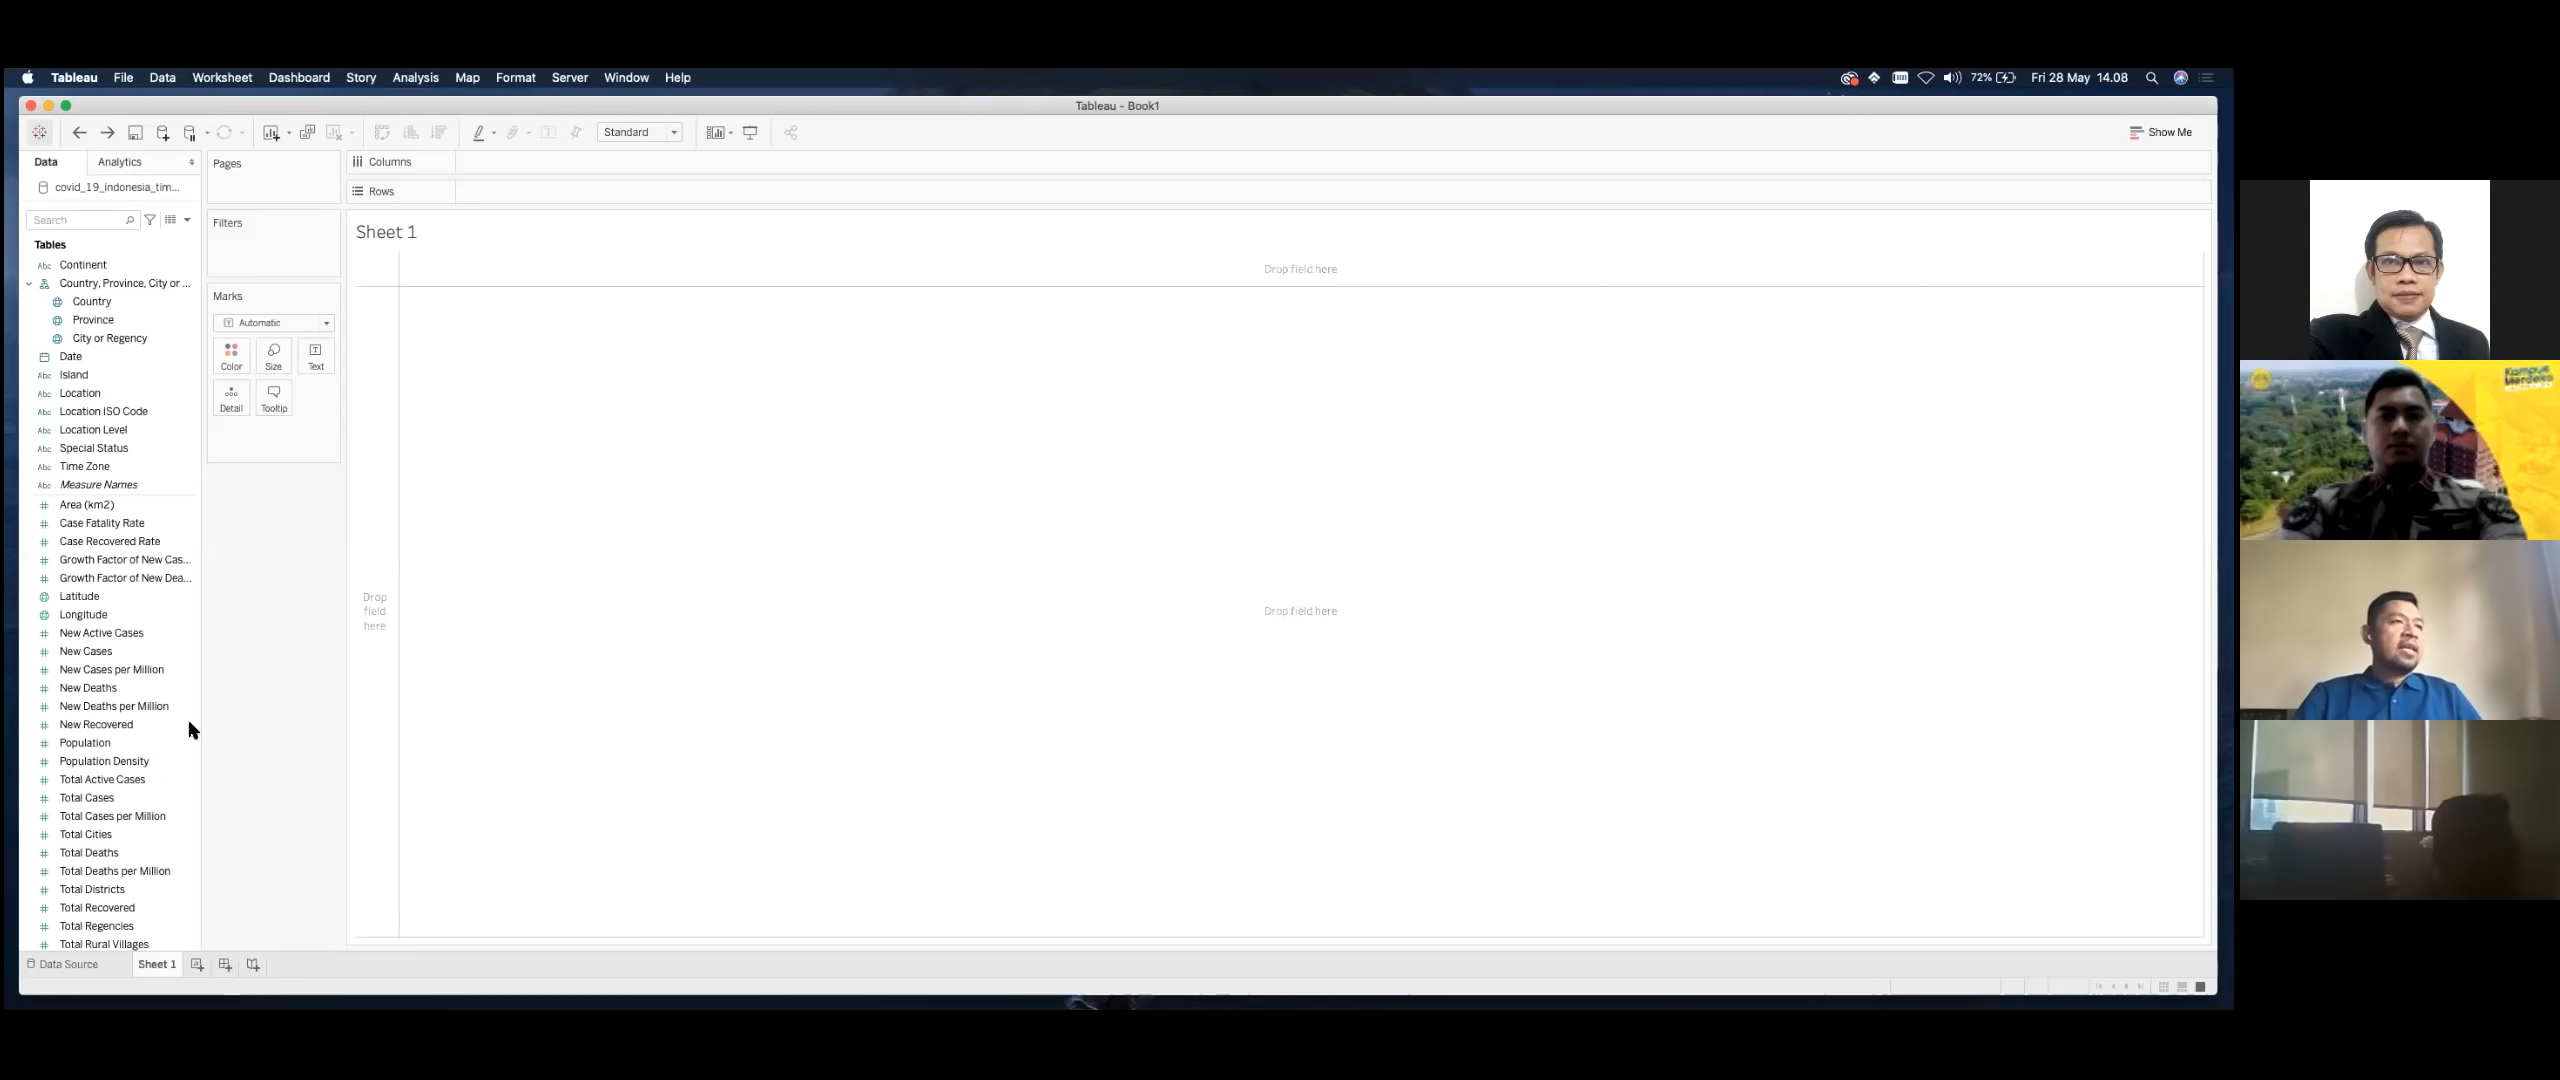 Tableau File Data Worksheet Dashboard Story Analysis Map Format Server Window Help
72% Fri 28 May 14.08
Tableau - Book1
Standard
Show Me
Data Analytics
covid_19_indonesia_tim...
Search
Tables
Abc Continent
Country, Province, City or ...
Country
Province
City or Regency
Date
Abc Island
Abc Location
Abc Location ISO Code
Abc Location Level
Abc Special Status
Abc Time Zone
Abc Measure Names
# Area (km2)
# Case Fatality Rate
# Case Recovered Rate
# Growth Factor of New Cas...
# Growth Factor of New Dea...
Latitude
Longitude
# New Active Cases
# New Cases
# New Cases per Million
# New Deaths
# New Deaths per Million
# New Recovered
# Population
# Population Density
# Total Active Cases
# Total Cases
# Total Cases per Million
# Total Cities
# Total Deaths
# Total Deaths per Million
# Total Districts
# Total Recovered
# Total Regencies
# Total Rural Villages
Pages
Filters
Marks
Automatic
Color Size Text
Detail Tooltip
Columns
Rows
Sheet 1
Drop field here
Drop
field
here
Drop field here
Data Source Sheet 1
Kampus
Merdeka